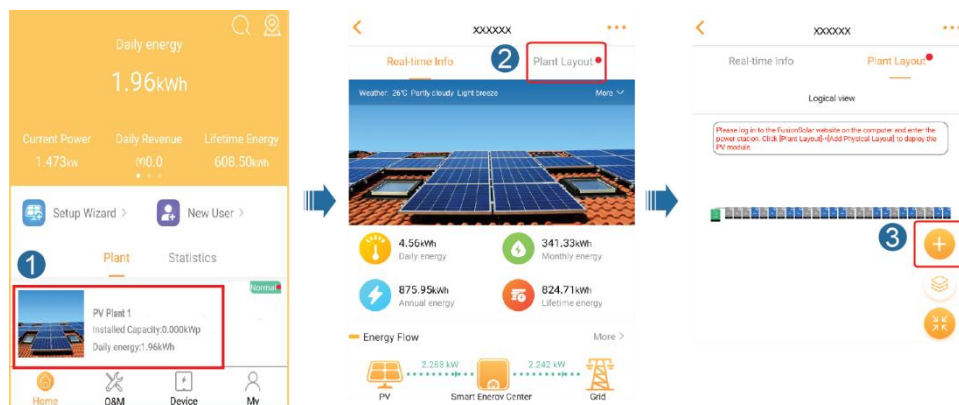 Daily energy
1.96kWh
Current Power Daily Revenue Lifetime Energy
1.473kw (¥)0.0 608.50kwh
Setup Wizard > New User >
1
Plant Statistics
Normal
PV Plant 1
Installed Capacity:0.000kWp
Daily energy:1.96kWh
Home O&M Device My
xxxxxx
Real-time Info 2 Plant Layout
Weather: 26°C Partly cloudy Light breeze More
4.56kWh 341.33kWh
Daily energy Monthly energy
875.95kWh 824.71kWh
Annual energy Lifetime energy
Energy Flow More >
2.288 kW 2.242 kW
PV Smart Energy Center Grid
xxxxxx
Real-time Info Plant Layout
Logical view
Please log in to the FusionSolar website on the computer and enter the
power station. Click [Plant Layout]>[Add Physical Layout] to deploy the
PV module.
3